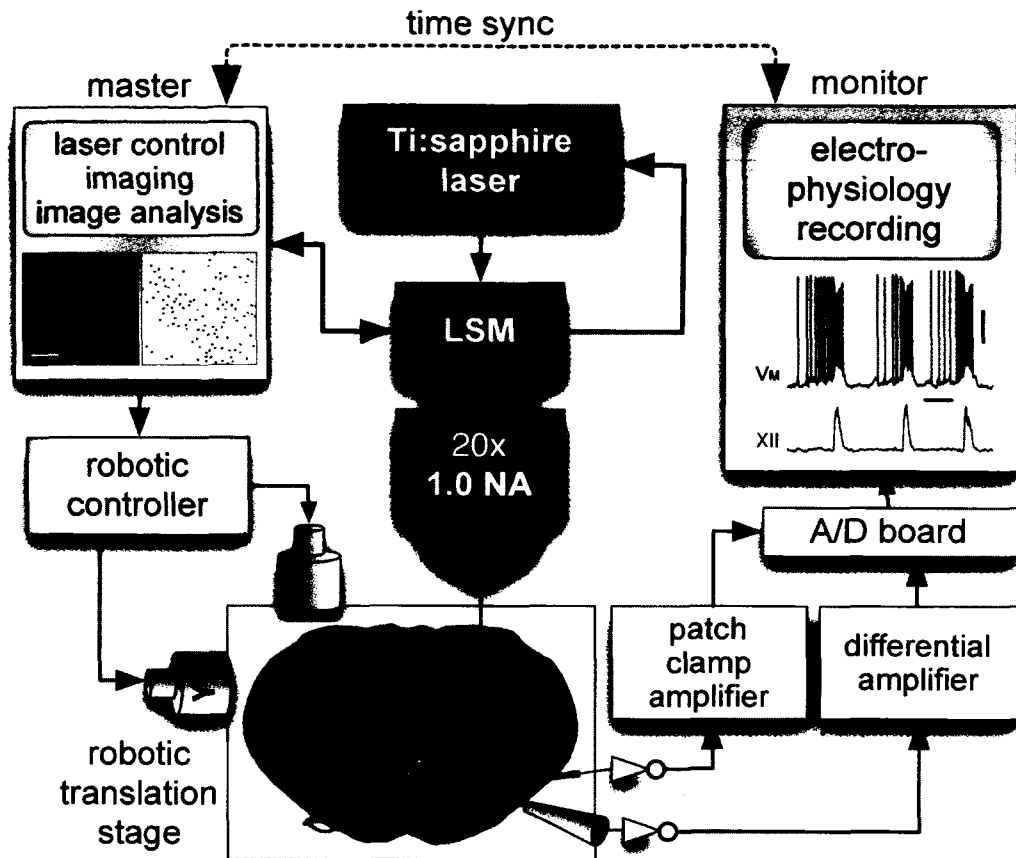 time sync
master
monitor
laser control
imaging
image analysis
Ti:sapphire
laser
electro-
physiology
recording
LSM
VM
XII
20x
1.0 NA
robotic
controller
A/D board
patch
clamp
amplifier
differential
amplifier
Y
robotic
translation
stage